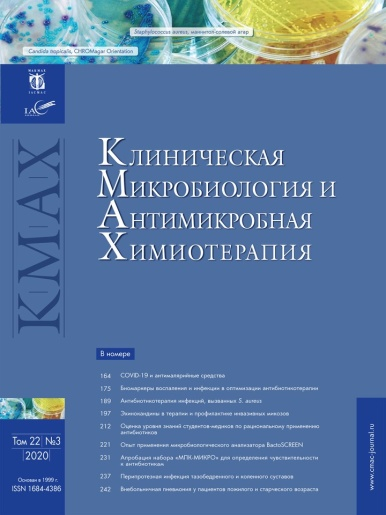 Staphylococcus aureus, маннитол-солевой агар
Candida tropicalis, CHROMagar Orientation
МАКМАХ
IACMAC
IAC
КМАХ
Клиническая
Микробиология и
Антимикробная
Химиотерапия
В номере
164 COVID-19 и антималярийные средства
175 Биомаркеры воспаления и инфекции в оптимизации антибиотикотерапии
189 Антибиотикотерапия инфекций, вызванных S. aureus
197 Эхинокандины в терапии и профилактике инвазивных микозов
212 Оценка уровня знаний студентов-медиков по рациональному применению
антибиотиков
221 Опыт применения микробиологического анализатора BactoSCREEN
231 Апробация набора «МПК-МИКРО» для определения чувствительности
к антибиотикам
237 Перипротезная инфекция тазобедренного и коленного суставов
242 Внебольничная пневмония у пациентов пожилого и старческого возраста
Том 22 №3
2020
Основан в 1999 г.
ISSN 1684-4386
www.cmac-journal.ru